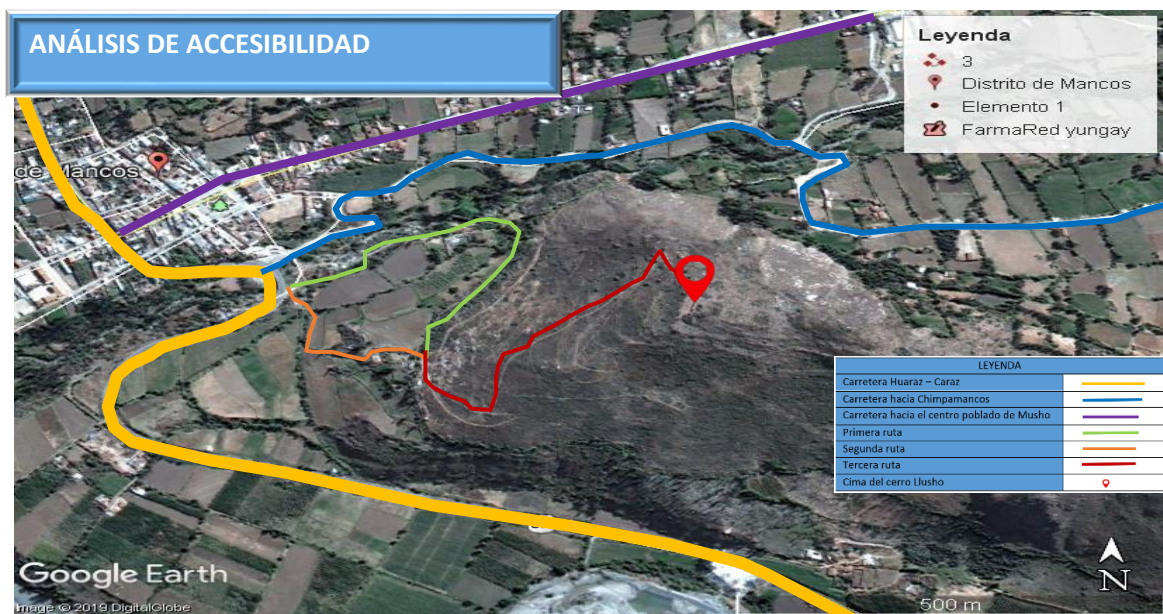 ANÁLISIS DE ACCESIBILIDAD
Leyenda
3
Distrito de Mancos
Elemento 1
FarmaRed yungay
de Mancos
LEYENDA
Carretera Huaraz – Caraz
Carretera hacia Chimpamancos
Carretera hacia el centro poblado de Musho
Primera ruta
Segunda ruta
Tercera ruta
Cima del cerro Llusho
Google Earth
Image © 2019 DigitalGlobe
N
500 m